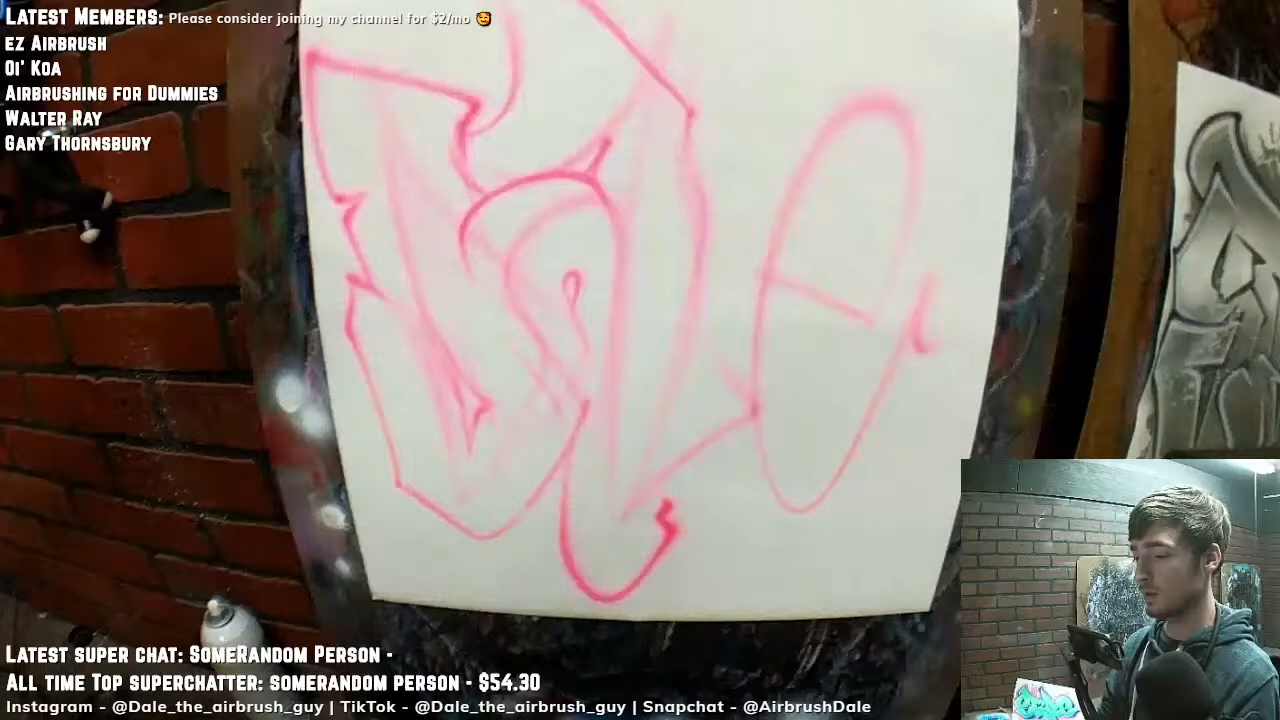 Latest Members: Please consider joining my channel for $2/mo 🥰
EZ Airbrush
Ol' Koa
Airbrushing for Dummies
Walter Ray
Gary Thornsbury
Latest super chat: SomeRandom Person -
All time Top superchatter: somerandom person - $54.30
Instagram - @Dale_the_airbrush_guy | TikTok - @Dale_the_airbrush_guy | Snapchat - @AirbrushDale